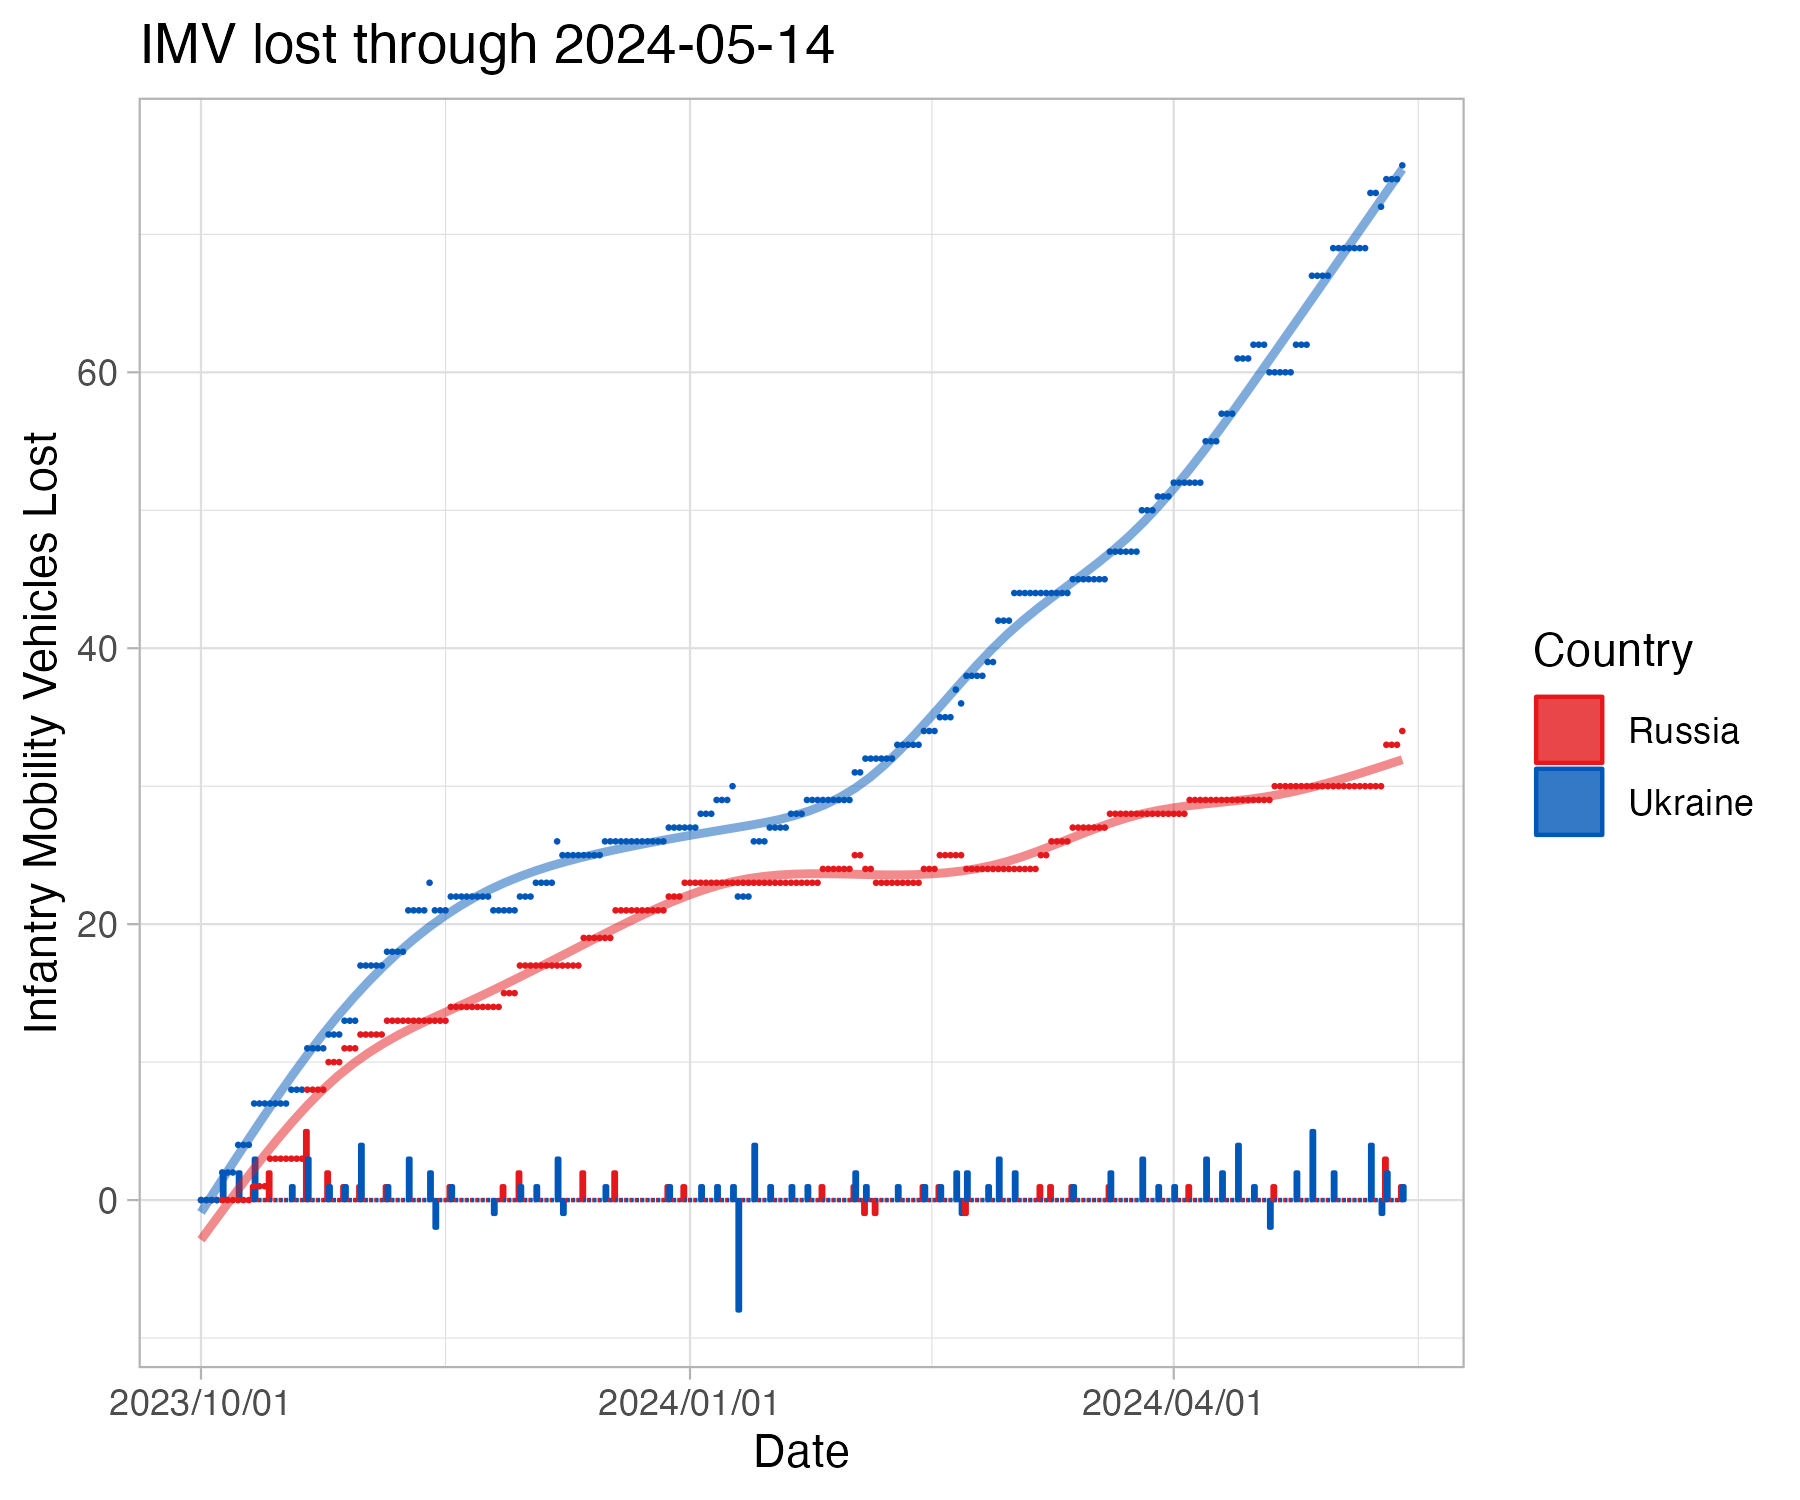 IMV lost through 2024-05-14
Infantry Mobility Vehicles Lost
60
40
20
0
2023/10/01
2024/01/01
2024/04/01
Date
Country
Russia
Ukraine